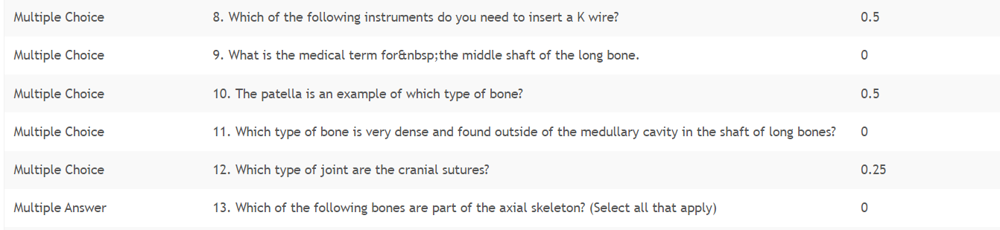 Multiple Choice 8. Which of the following instruments do you need to insert a K wire? 0.5
Multiple Choice 9. What is the medical term for&nbsp;the middle shaft of the long bone. 0
Multiple Choice 10. The patella is an example of which type of bone? 0.5
Multiple Choice 11. Which type of bone is very dense and found outside of the medullary cavity in the shaft of long bones? 0
Multiple Choice 12. Which type of joint are the cranial sutures? 0.25
Multiple Answer 13. Which of the following bones are part of the axial skeleton? (Select all that apply) 0